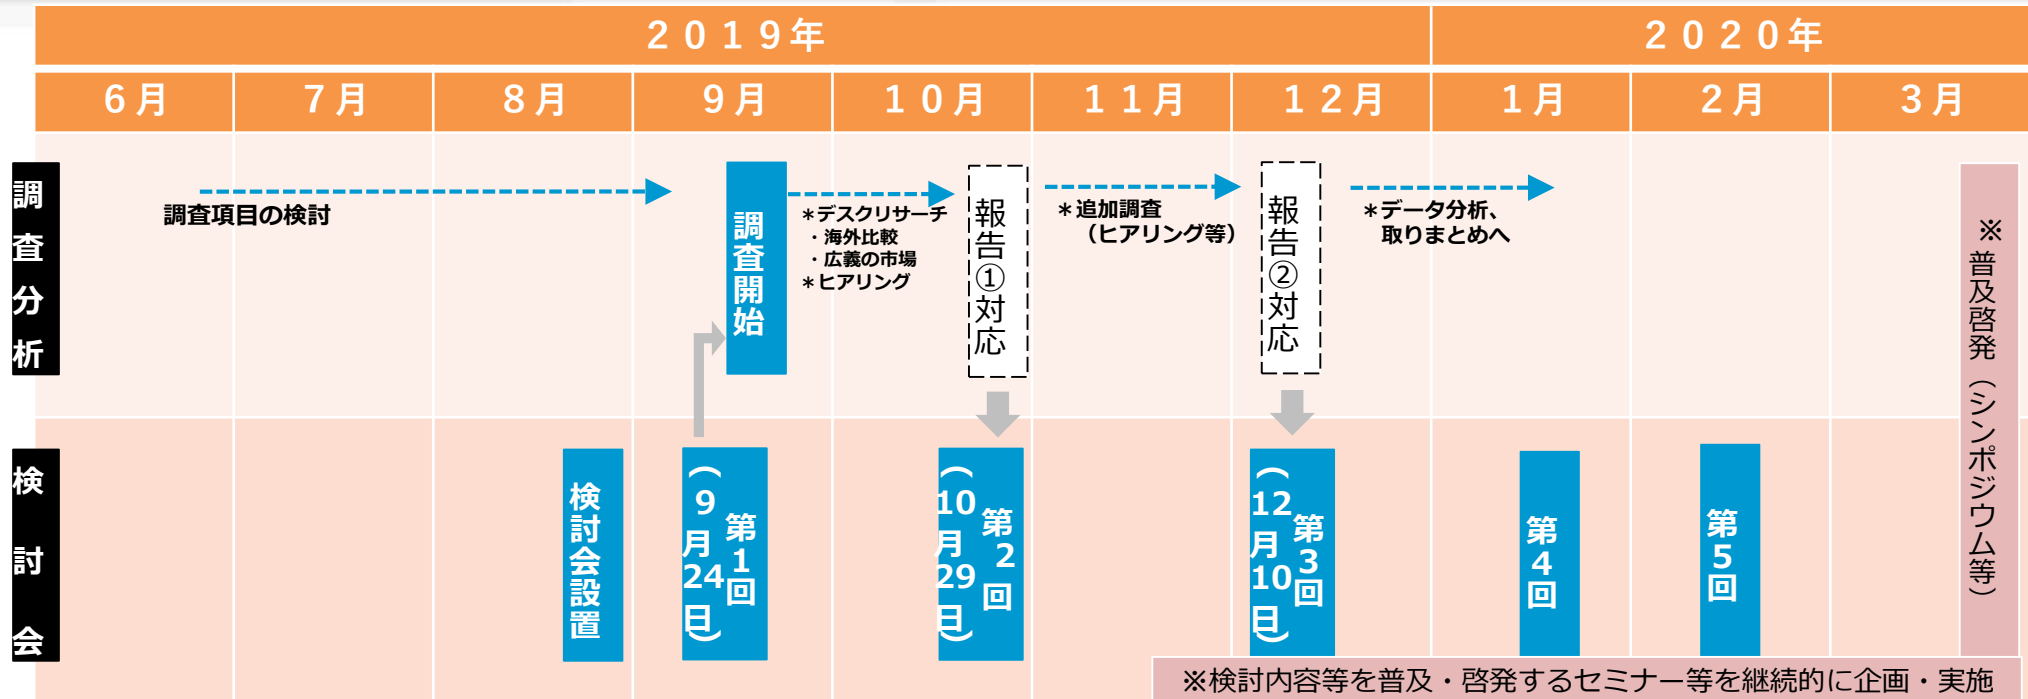 ２０１９年
２０２０年
６月
７月
８月
９月
１０月
１１月
１２月
１月
２月
３月
調査分析
調査項目の検討
調査開始
＊デスクリサーチ
・海外比較
・広義の市場
＊ヒアリング
報告①対応
＊追加調査
（ヒアリング等）
報告②対応
＊データ分析、
取りまとめへ
※普及啓発（シンポジウム等）
検討会
検討会設置
第1回
（9月24日）
第2回
（10月29日）
第3回
（12月10日）
第4回
第5回
※検討内容等を普及・啓発するセミナー等を継続的に企画・実施